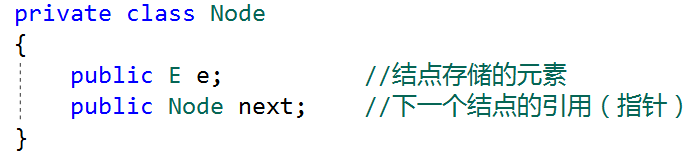 private class Node
{
    public E e;          //结点存储的元素
    public Node next;    //下一个结点的引用（指针）
}